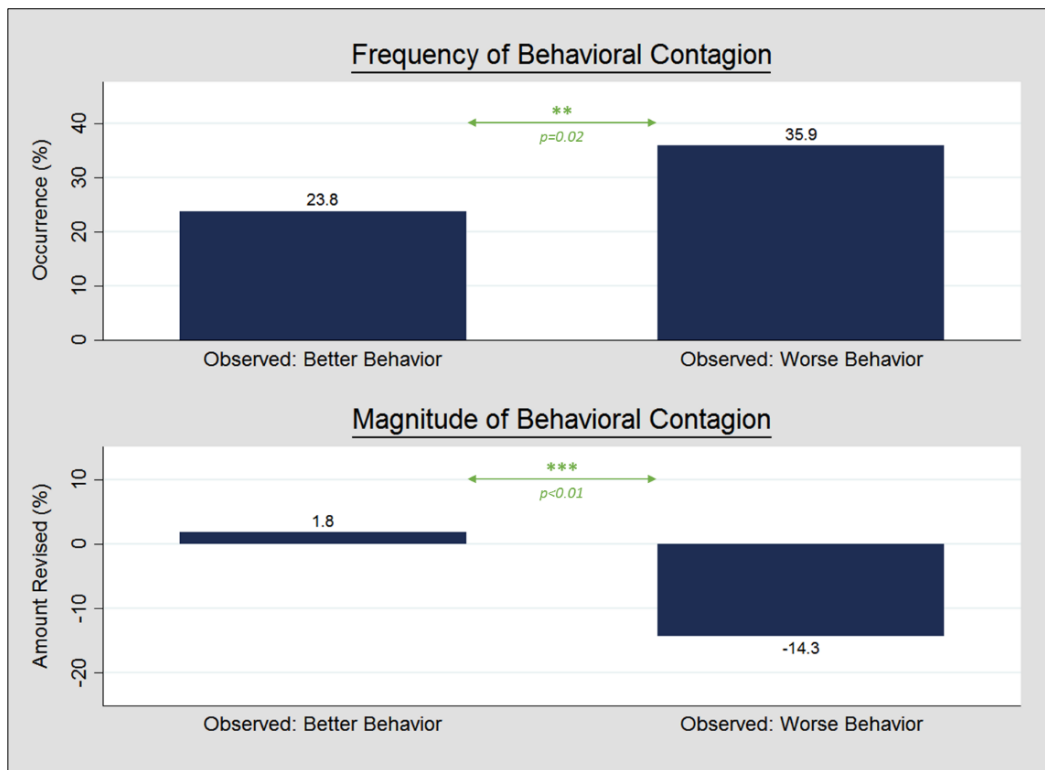 Frequency of Behavioral Contagion
Occurrence (%)
40
30
20
10
0
**
p=0.02
23.8
35.9
Observed: Better Behavior
Observed: Worse Behavior
Magnitude of Behavioral Contagion
Amount Revised (%)
10
0
-10
-20
***
p<0.01
1.8
-14.3
Observed: Better Behavior
Observed: Worse Behavior